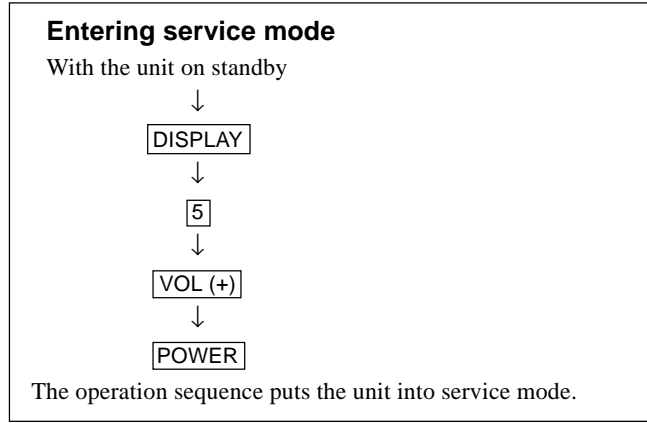 Entering service mode
With the unit on standby
↓
DISPLAY
↓
5
↓
VOL (+)
↓
POWER
The operation sequence puts the unit into service mode.